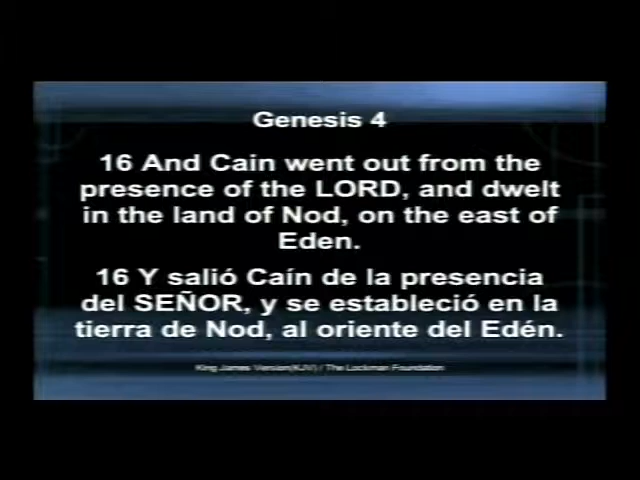 Genesis 4
16 And Cain went out from the
presence of the LORD, and dwelt
in the land of Nod, on the east of
Eden.
16 Y salió Caín de la presencia
del SEÑOR, y se estableció en la
tierra de Nod, al oriente del Edén.
King James Version(KJV) / The Lockman Foundation